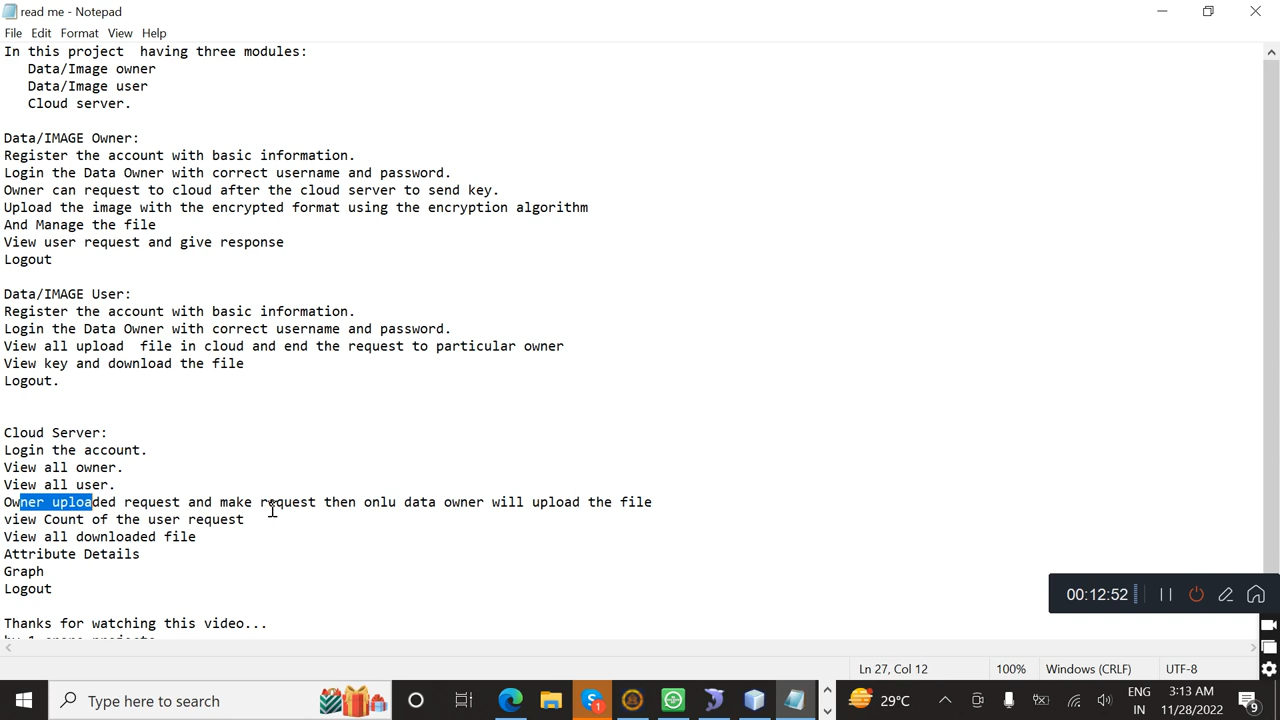 read me - Notepad
File Edit Format View Help
In this project  having three modules:
Data/Image owner
Data/Image user
Cloud server.
Data/IMAGE Owner:
Register the account with basic information.
Login the Data Owner with correct username and password.
Owner can request to cloud after the cloud server to send key.
Upload the image with the encrypted format using the encryption algorithm
And Manage the file
View user request and give response
Logout
Data/IMAGE User:
Register the account with basic information.
Login the Data Owner with correct username and password.
View all upload  file in cloud and end the request to particular owner
View key and download the file
Logout.
Cloud Server:
Login the account.
View all owner.
View all user.
Owner uploaded request and make request then onlu data owner will upload the file
view Count of the user request
View all downloaded file
Attribute Details
Graph
Logout
00:12:52
Thanks for watching this video...
Ln 27, Col 12 100% Windows (CRLF) UTF-8
Type here to search
1
29°C
ENG
IN
3:13 AM
11/28/2022
9